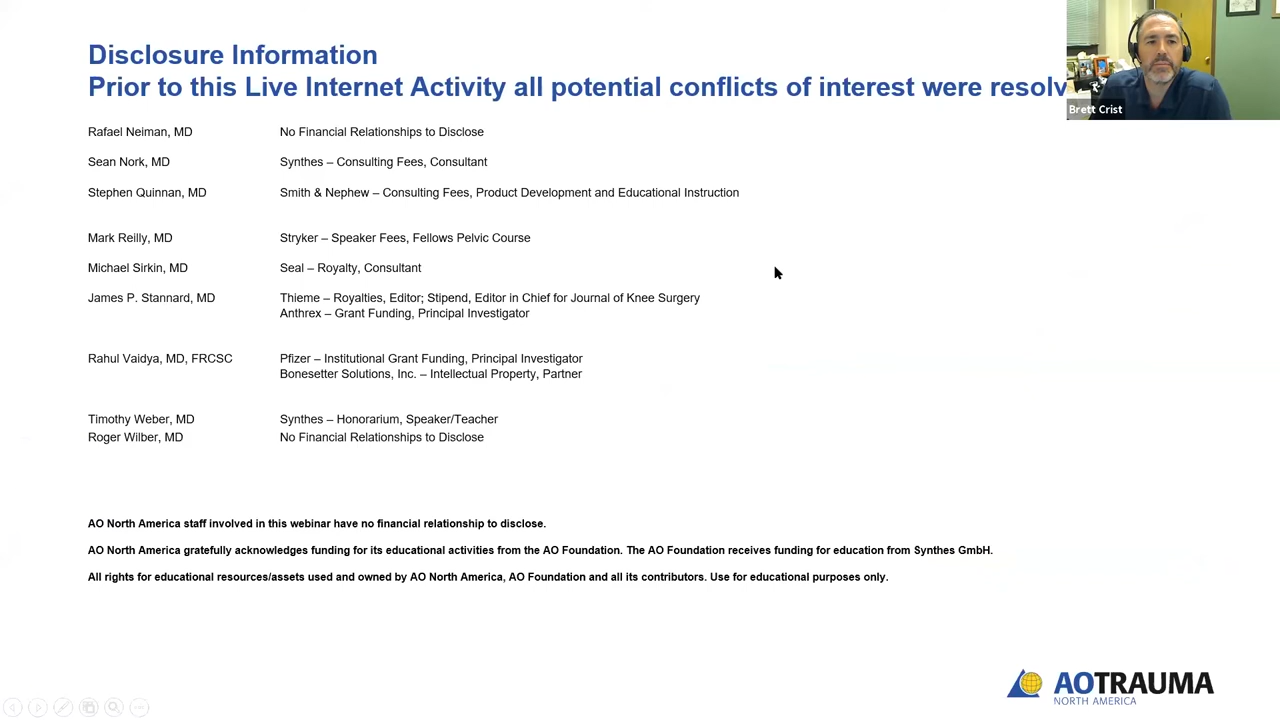 Disclosure Information
Prior to this Live Internet Activity all potential conflicts of interest were resolv
Brett Crist
Rafael Neiman, MD No Financial Relationships to Disclose
Sean Nork, MD Synthes – Consulting Fees, Consultant
Stephen Quinnan, MD Smith & Nephew – Consulting Fees, Product Development and Educational Instruction
Mark Reilly, MD Stryker – Speaker Fees, Fellows Pelvic Course
Michael Sirkin, MD Seal – Royalty, Consultant
James P. Stannard, MD Thieme – Royalties, Editor; Stipend, Editor in Chief for Journal of Knee Surgery
Anthrex – Grant Funding, Principal Investigator
Rahul Vaidya, MD, FRCSC Pfizer – Institutional Grant Funding, Principal Investigator
Bonesetter Solutions, Inc. – Intellectual Property, Partner
Timothy Weber, MD Synthes – Honorarium, Speaker/Teacher
Roger Wilber, MD No Financial Relationships to Disclose
AO North America staff involved in this webinar have no financial relationship to disclose.
AO North America gratefully acknowledges funding for its educational activities from the AO Foundation. The AO Foundation receives funding for education from Synthes GmbH.
All rights for educational resources/assets used and owned by AO North America, AO Foundation and all its contributors. Use for educational purposes only.
AOTRAUMA
NORTH AMERICA